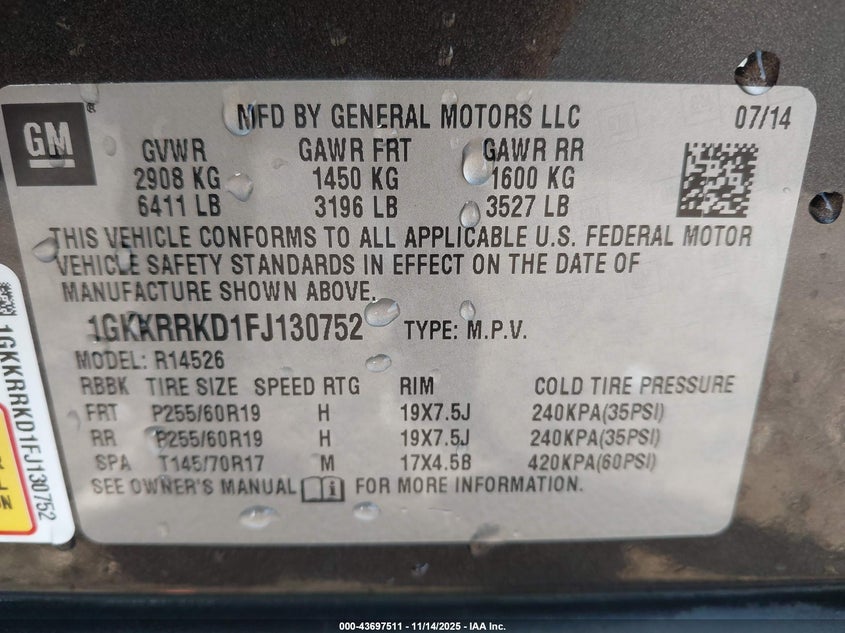 GM
®
MFD BY GENERAL MOTORS LLC 07/14
GVWR GAWR FRT GAWR RR
2908 KG 1450 KG 1600 KG
6411 LB 3196 LB 3527 LB
THIS VEHICLE CONFORMS TO ALL APPLICABLE U.S. FEDERAL MOTOR
VEHICLE SAFETY STANDARDS IN EFFECT ON THE DATE OF
MANUFACTURE SHOWN ABOVE.
1GKKRRKD1FJ130752 TYPE: M.P.V.
MODEL: R14526
RBBK TIRE SIZE SPEED RTG RIM COLD TIRE PRESSURE
FRT P255/60R19 H 19X7.5J 240KPA(35PSI)
RR P255/60R19 H 19X7.5J 240KPA(35PSI)
SPA T145/70R17 M 17X4.5B 420KPA(60PSI)
SEE OWNER'S MANUAL FOR MORE INFORMATION.
1GKKRRKD1FJ130752
000-43697511 - 11/14/2025 - IAA Inc.